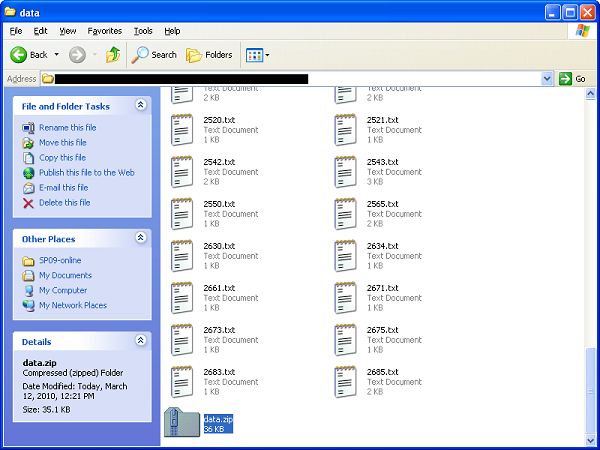 data
File Edit View Favorites Tools Help
Back Search Folders
Address Go
File and Folder Tasks
Rename this file
Move this file
Copy this file
Publish this file to the Web
E-mail this file
Delete this file
Other Places
SP09-online
My Documents
My Computer
My Network Places
Details
data.zip
Compressed (zipped) Folder
Date Modified: Today, March
12, 2010, 12:21 PM
Size: 35.1 KB
Text Document Text Document
2 KB 2 KB
2520.txt 2521.txt
Text Document Text Document
1 KB 1 KB
2542.txt 2543.txt
Text Document Text Document
2 KB 3 KB
2550.txt 2565.txt
Text Document Text Document
1 KB 2 KB
2630.txt 2634.txt
Text Document Text Document
1 KB 1 KB
2661.txt 2671.txt
Text Document Text Document
1 KB 1 KB
2673.txt 2675.txt
Text Document Text Document
1 KB 1 KB
2683.txt 2685.txt
Text Document Text Document
1 KB 2 KB
data.zip
36 KB